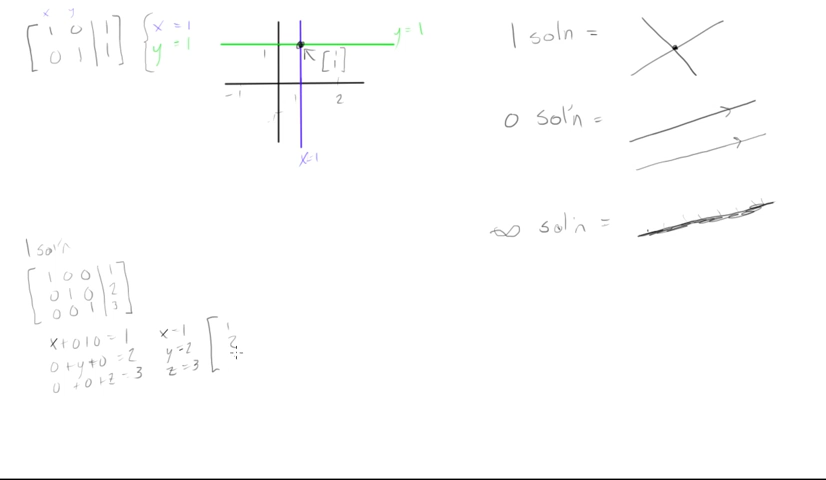 x y
[ 1 0 | 1 ] { x = 1
[ 0 1 | 1 ] { y = 1
y = 1
1
[ 1 ]
[ 1 ]
-1 1 2
x=1
1 soln =
0 sol'n =
∞ sol'n =
1 sol'n
[ 1 0 0 | 1 ]
[ 0 1 0 | 2 ]
[ 0 0 1 | 3 ]
x+0+0=1 x=1 [ 1
0+y+0=2 y=2 2
0+0+z=3 z=3